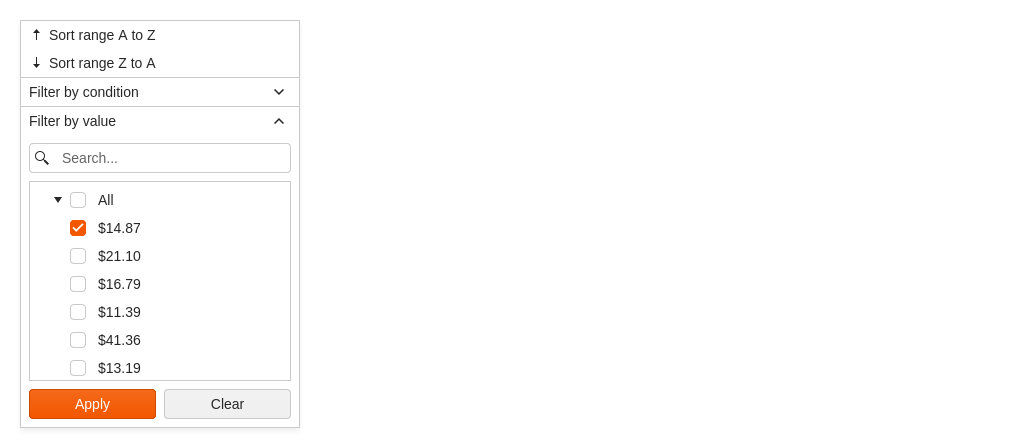 Sort range A to Z
Sort range Z to A
Filter by condition
Filter by value
Search...
All
$14.87
$21.10
$16.79
$11.39
$41.36
$13.19
Apply
Clear